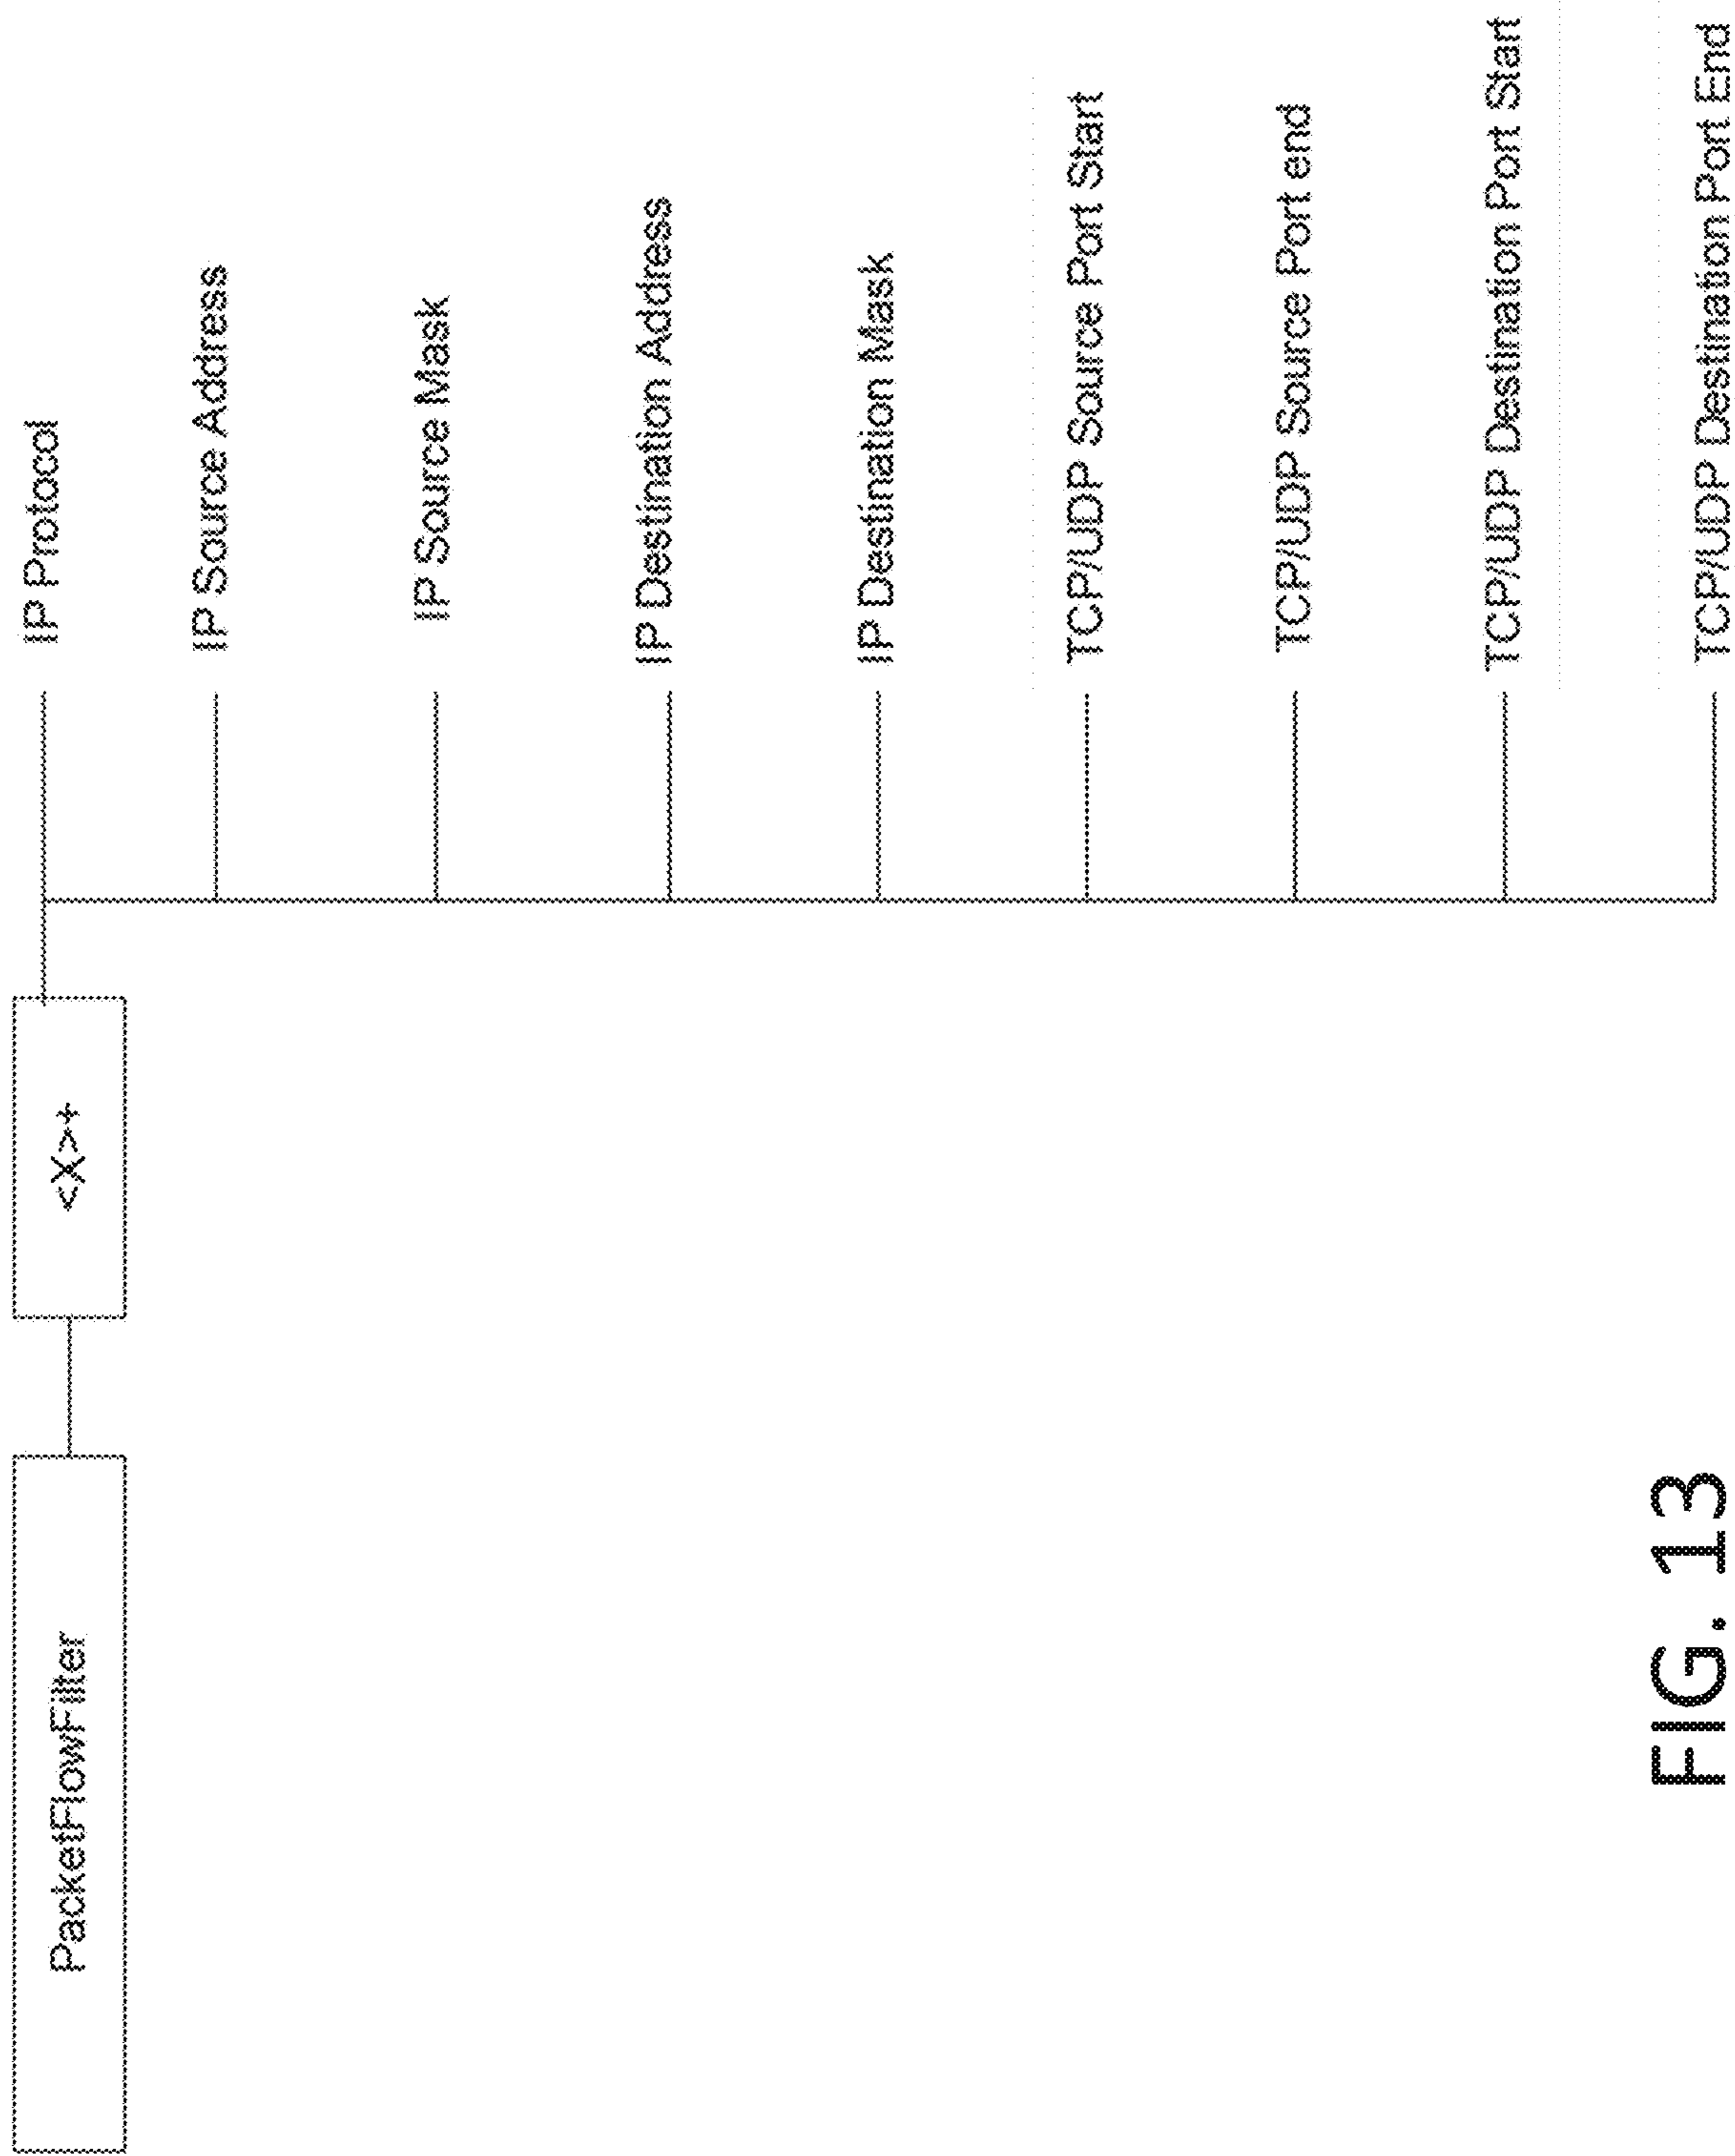 PacketFlowFilter
<X>+
IP Protocol
IP Source Address
IP Source Mask
IP Destination Address
IP Destination Mask
TCP/UDP Source Port Start
TCP/UDP Source Port end
TCP/UDP Destination Port Start
TCP/UDP Destination Port End
FIG. 13